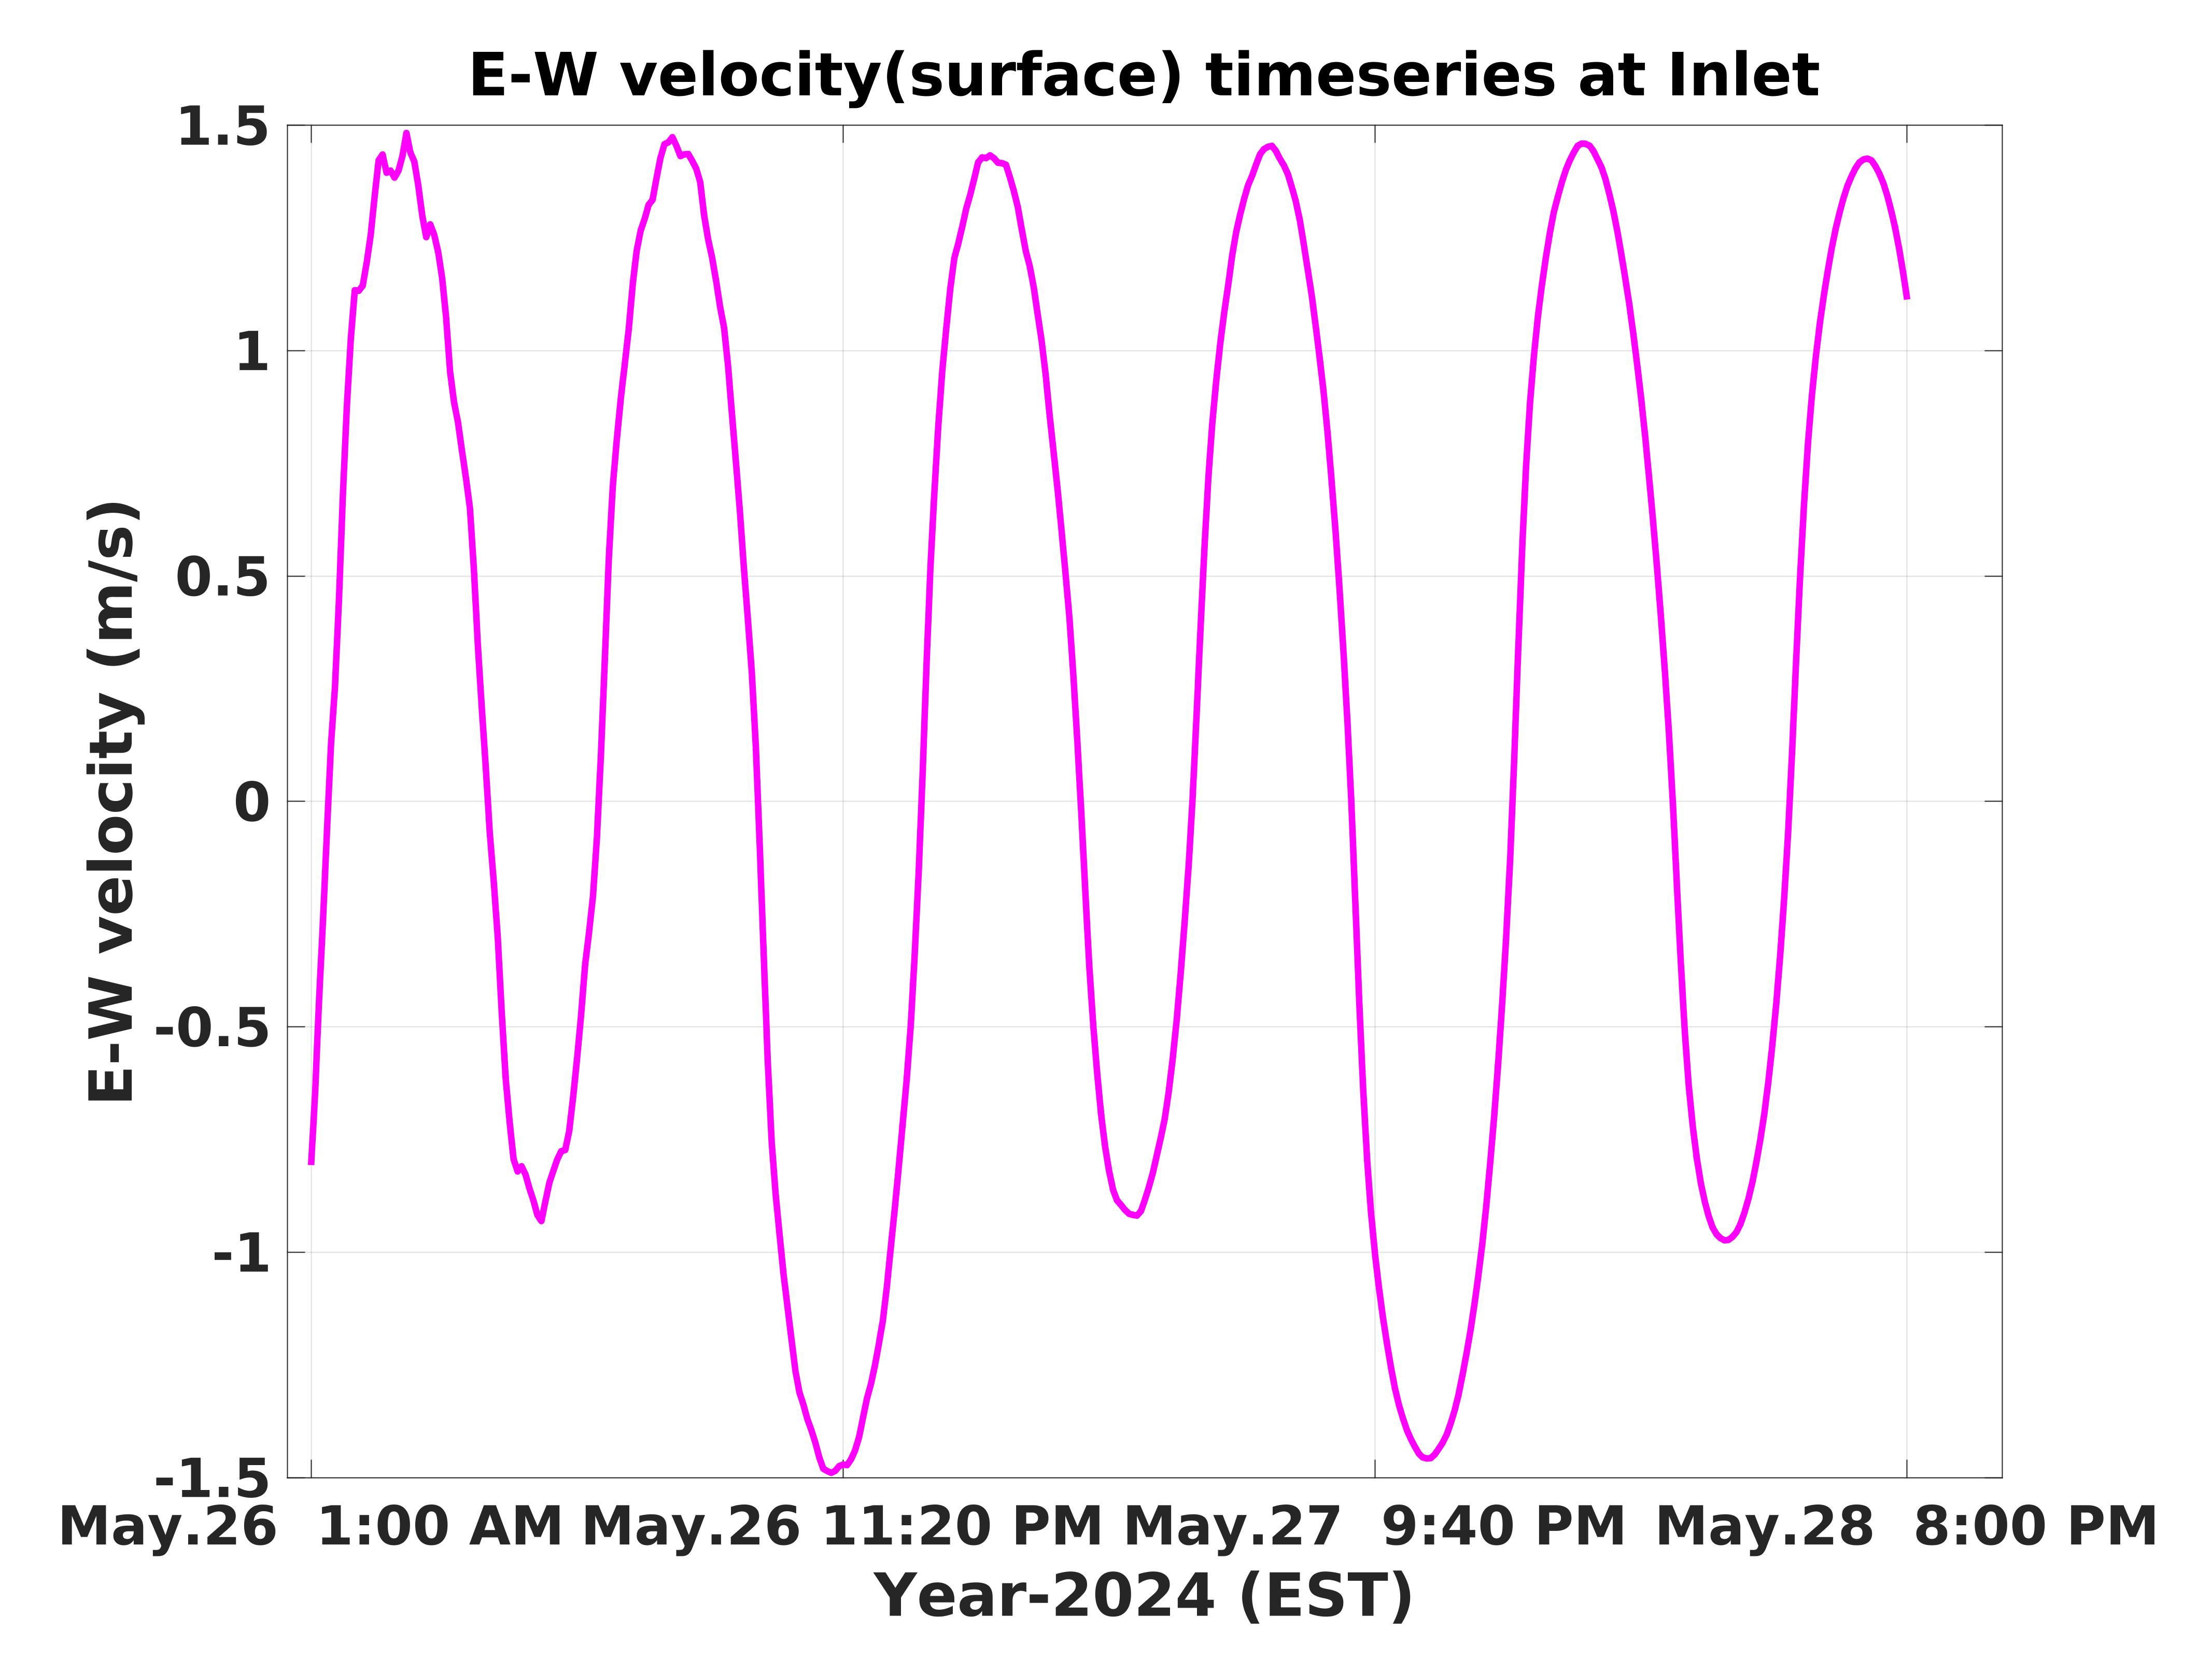 E-W velocity(surface) timeseries at Inlet
E-W velocity (m/s)
1.5
1
0.5
0
-0.5
-1
-1.5
May.26 1:00 AM May.26 11:20 PM May.27 9:40 PM May.28 8:00 PM
Year-2024 (EST)